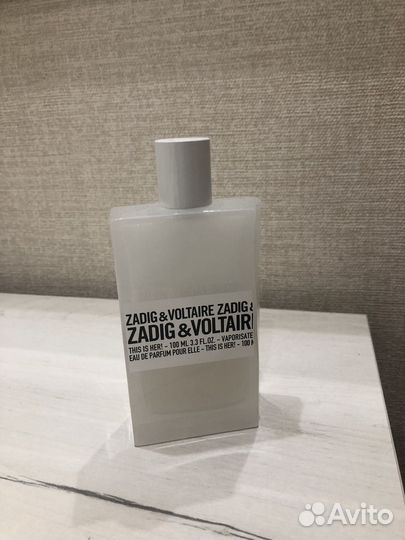 ZADIG&VOLTAIRE ZADIG &
ZADIG &VOLTAIR
THIS IS HER! – 100 ML 3.3 FL.OZ. – VAPORISATE
EAU DE PARFUM POUR ELLE – THIS IS HER! – 100 M
Avito